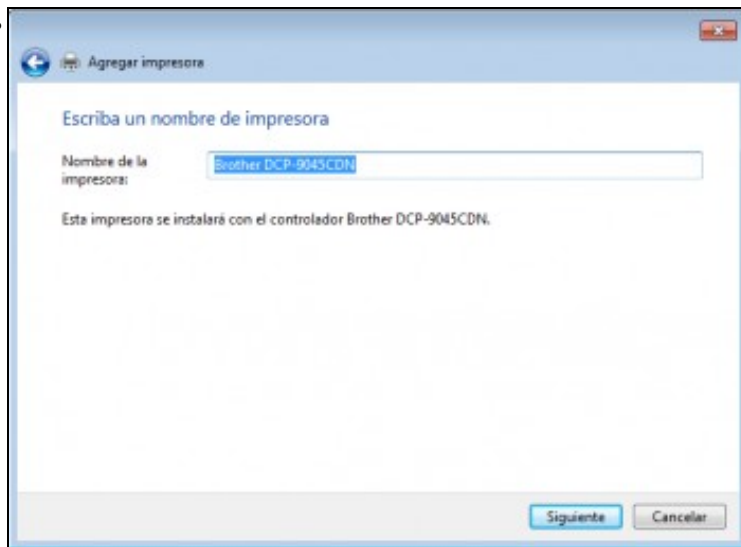 Agregar impresora
Escriba un nombre de impresora
Nombre de la
impresora:
Brother DCP-9045CDN
Esta impresora se instalará con el controlador Brother DCP-9045CDN.
Siguiente
Cancelar